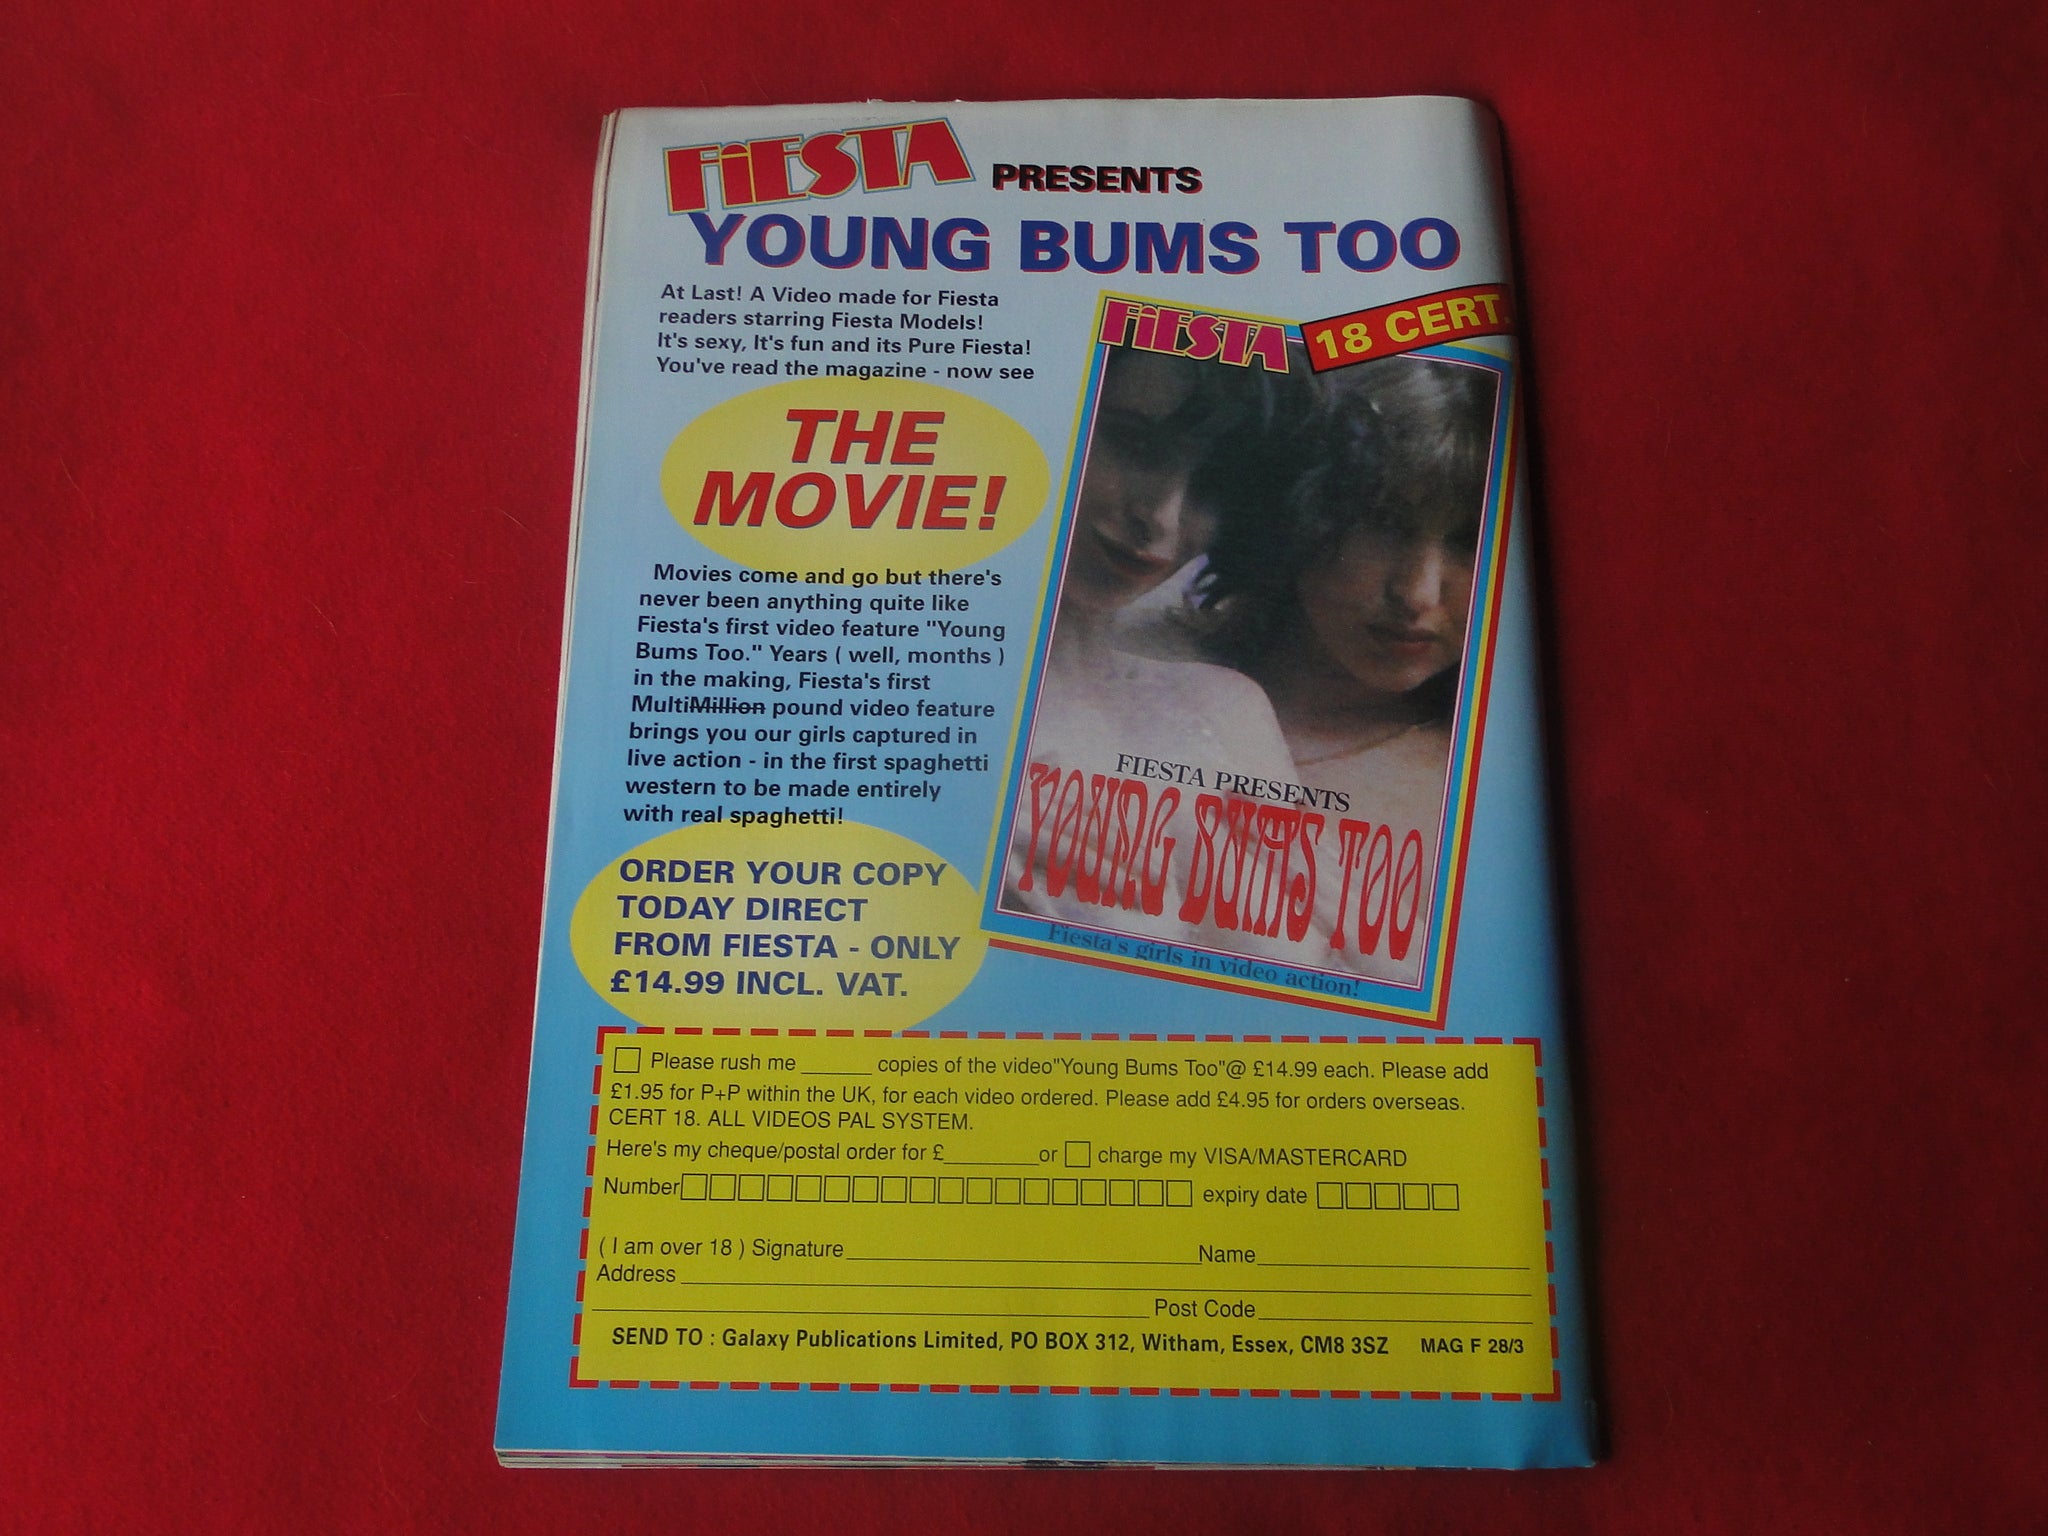 FiESTA PRESENTS
YOUNG BUMS TOO
At Last! A Video made for Fiesta
readers starring Fiesta Models!
It's sexy, It's fun and its Pure Fiesta!
You've read the magazine - now see
THE
MOVIE!
Movies come and go but there's
never been anything quite like
Fiesta's first video feature "Young
Bums Too." Years ( well, months )
in the making, Fiesta's first
MultiMillion pound video feature
brings you our girls captured in
live action - in the first spaghetti
western to be made entirely
with real spaghetti!
ORDER YOUR COPY
TODAY DIRECT
FROM FIESTA - ONLY
£14.99 INCL. VAT.
FiESTA
18 CERT.
FIESTA PRESENTS
YOUNG BUMS TOO
Fiesta's girls in video action!
Please rush me ______ copies of the video"Young Bums Too"@ £14.99 each. Please add
£1.95 for P+P within the UK, for each video ordered. Please add £4.95 for orders overseas.
CERT 18. ALL VIDEOS PAL SYSTEM.
Here's my cheque/postal order for £________or charge my VISA/MASTERCARD
Number expiry date
( I am over 18 ) Signature______________Name______________
Address______________
______________Post Code______________
SEND TO : Galaxy Publications Limited, PO BOX 312, Witham, Essex, CM8 3SZ MAG F 28/3